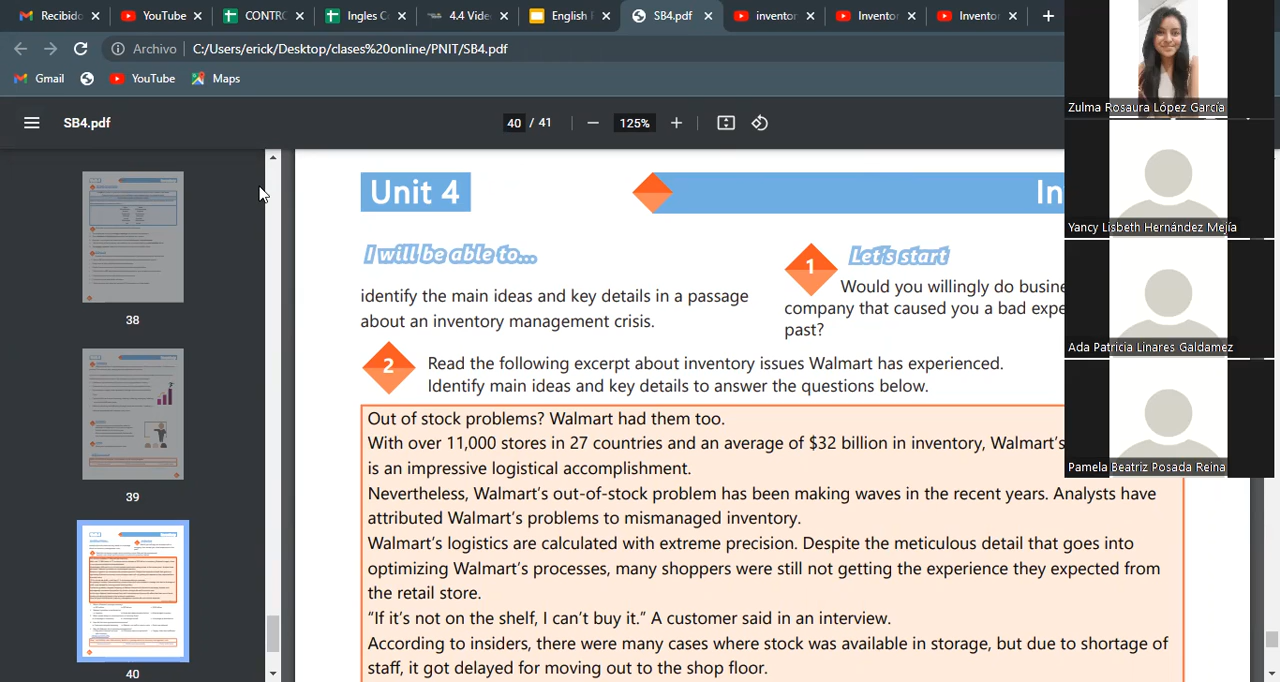 Recibido
YouTube
CONTRO
Ingles C
4,4 Vide
English
SB4.pdf
inventor
Inventor
Inventor
Archivo
C:/Users/erick/Desktop/clases%20online/PNIT/SB4.pdf
Gmail
YouTube
Maps
SB4.pdf
40 / 41
125%
38
39
40
Unit 4
In
I will be able to...
identify the main ideas and key details in a passage
about an inventory management crisis.
1
Let's start
Would you willingly do busine
company that caused you a bad expe
past?
2
Read the following excerpt about inventory issues Walmart has experienced.
Identify main ideas and key details to answer the questions below.
Out of stock problems? Walmart had them too.
With over 11,000 stores in 27 countries and an average of $32 billion in inventory, Walmart's
is an impressive logistical accomplishment.
Nevertheless, Walmart's out-of-stock problem has been making waves in the recent years. Analysts have
attributed Walmart's problems to mismanaged inventory.
Walmart's logistics are carried with extreme precision. Despite the meticulous detail that goes into
organizing Walmart's processes, many shoppers were still not getting the experience they expected from
the retail store.
"If it's not on the shelf, I can't buy it." A customer said in an interview.
According to insiders, there were many cases where stock was available in storage, but due to shortage of
staff, it got delayed for moving out to the shop floor.
Zulma Rosaura López García
Yancy Lisbeth Hernández Mejía
Ada Patricia Linares Galdamez
Pamela Beatriz Posada Reina